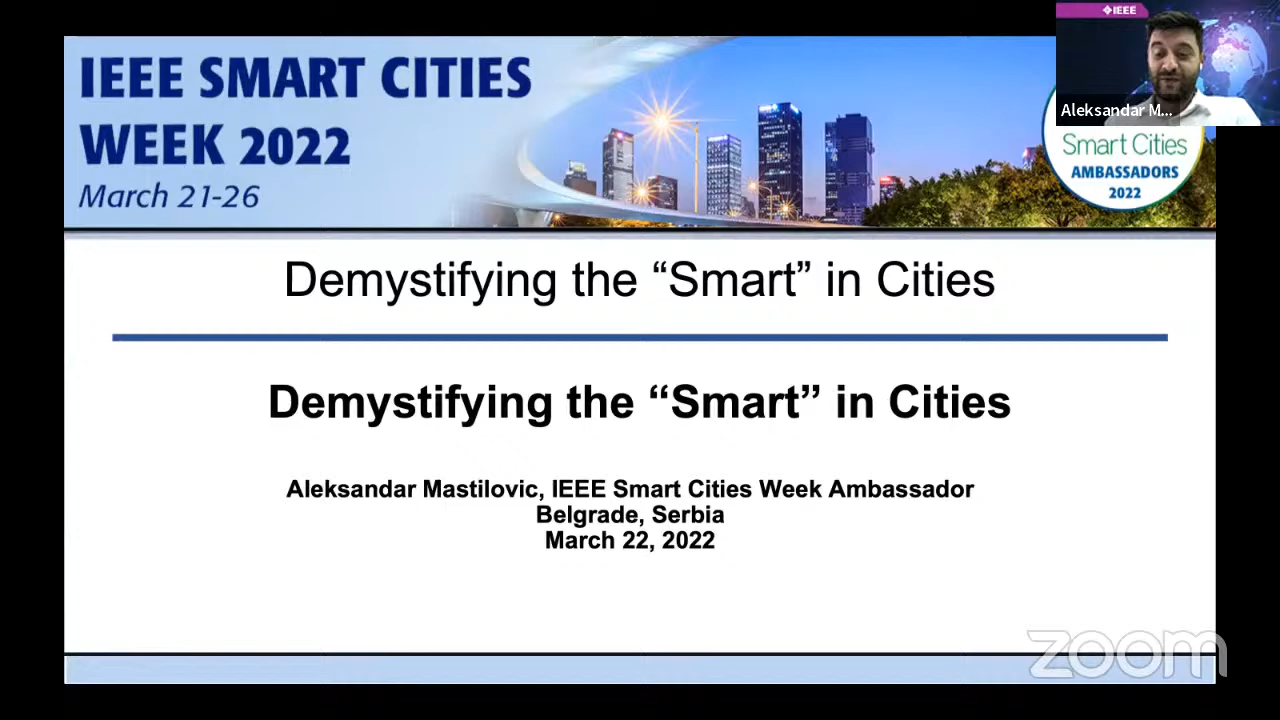 IEEE SMART CITIES
WEEK 2022
March 21-26
IEEE
Aleksandar M...
Smart Cities
AMBASSADORS
2022
Demystifying the “Smart” in Cities
Demystifying the “Smart” in Cities
Aleksandar Mastilovic, IEEE Smart Cities Week Ambassador
Belgrade, Serbia
March 22, 2022
zoom